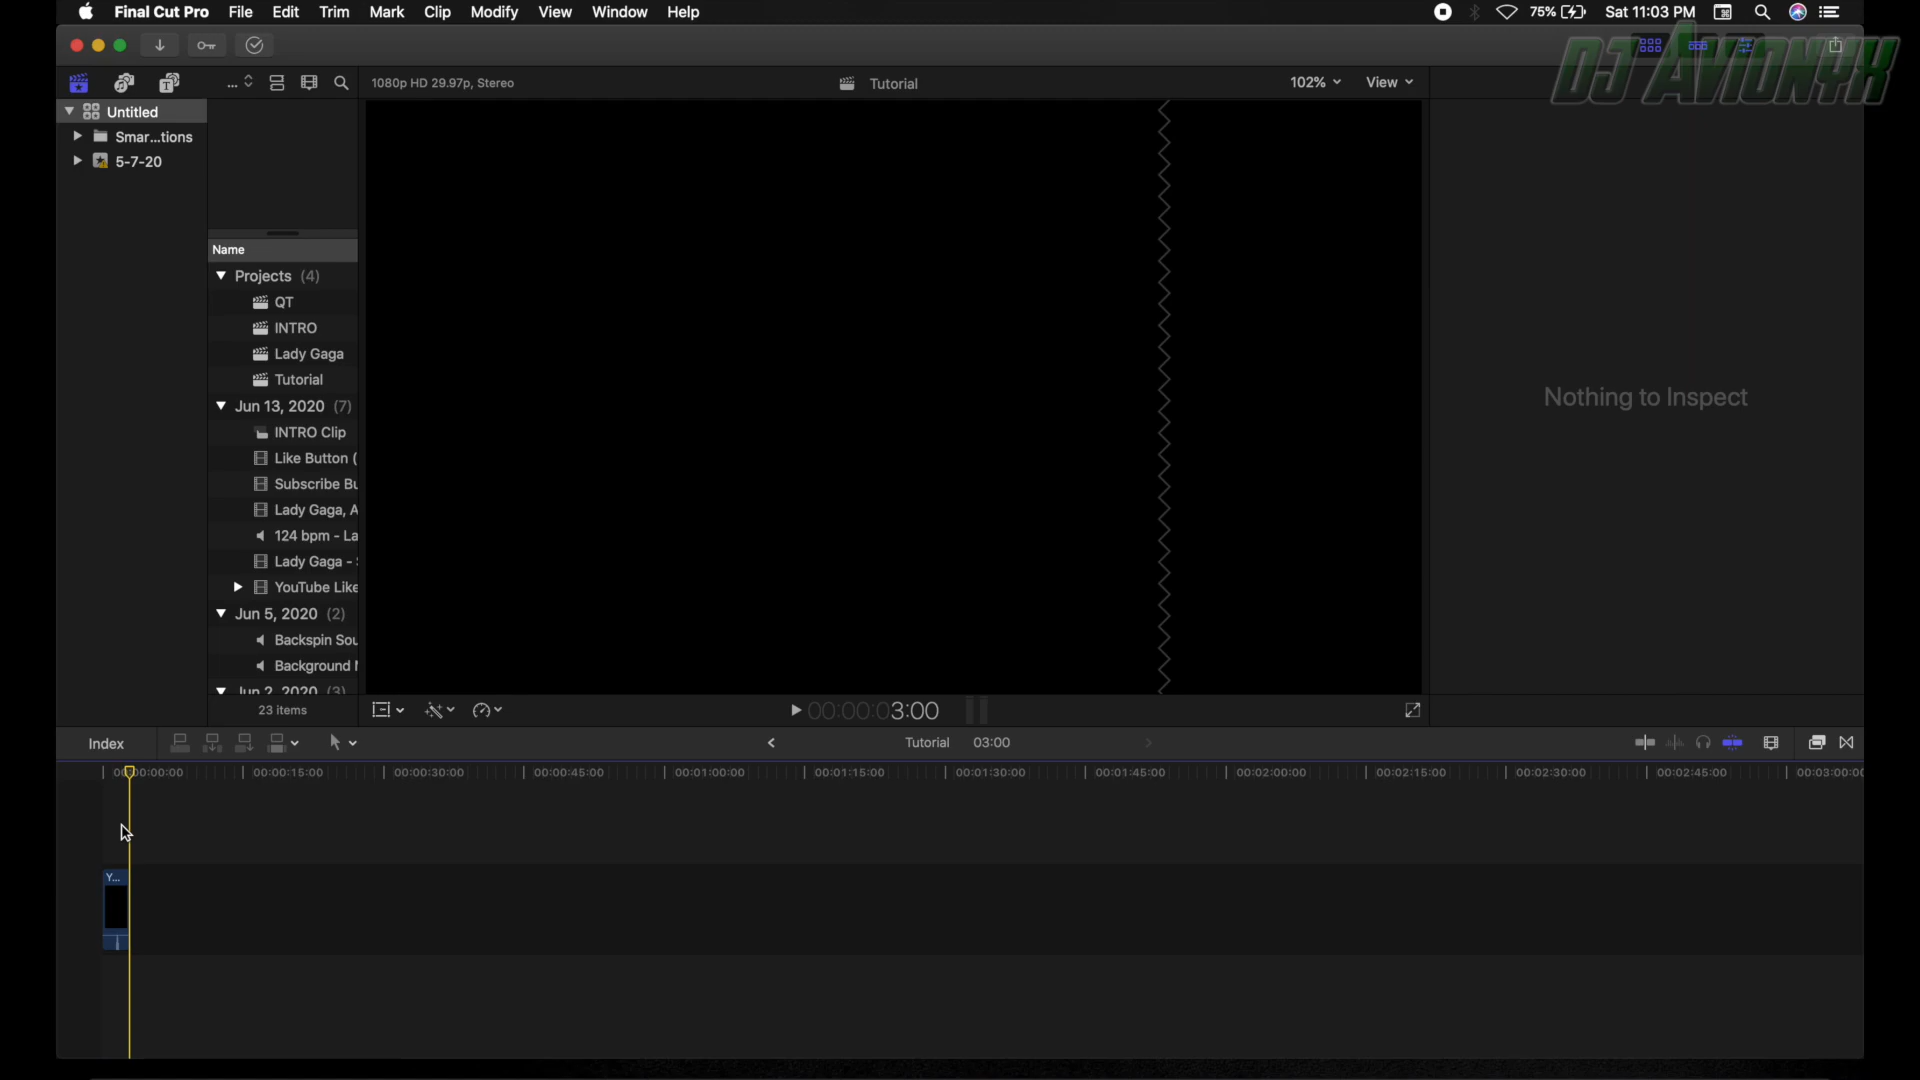 Final Cut Pro File Edit Trim Mark Clip Modify View Window Help 75% Sat 11:03 PM
DJ AVIONYX
... 1080p HD 29.97p, Stereo Tutorial 102% View
Untitled
Smar...tions
5-7-20
Name
Projects (4)
QT
INTRO
Lady Gaga
Tutorial
Jun 13, 2020 (7)
INTRO Clip
Like Button (
Subscribe Bu
Lady Gaga, A
124 bpm - La
Lady Gaga -
YouTube Like
Jun 5, 2020 (2)
Backspin Sou
Background
Jun 2, 2020 (3)
23 items
Nothing to Inspect
00:00:03:00
Index Tutorial 03:00
00:00:00:00 00:00:15:00 00:00:30:00 00:00:45:00 00:01:00:00 00:01:15:00 00:01:30:00 00:01:45:00 00:02:00:00 00:02:15:00 00:02:30:00 00:02:45:00 00:03:00:00
Y...